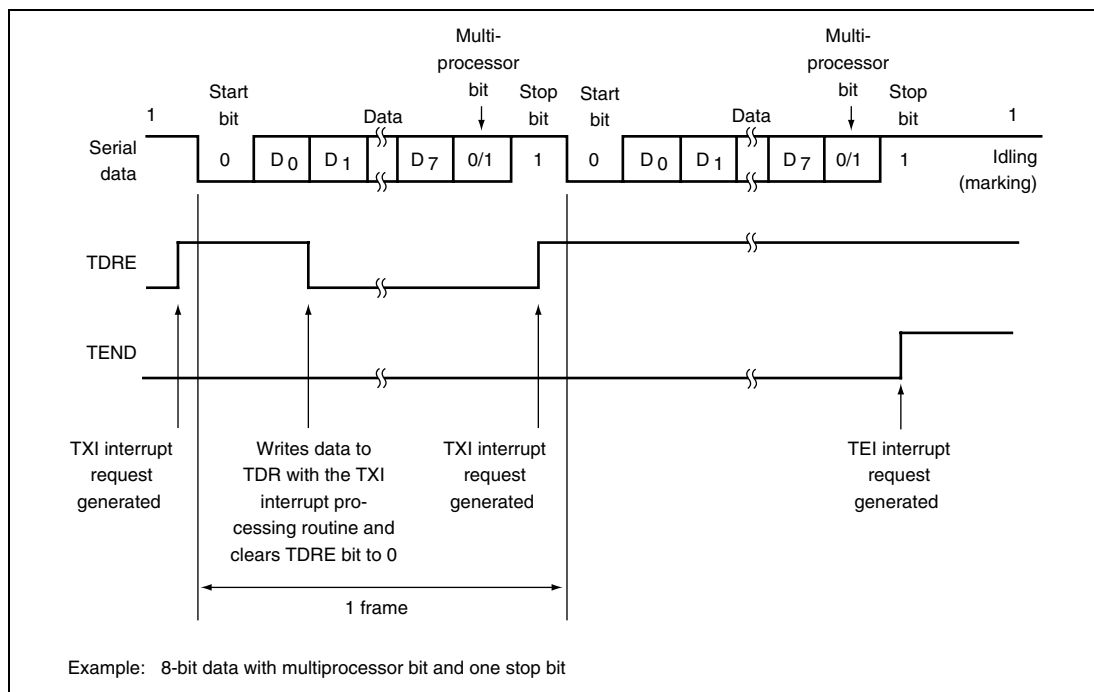 Multi-
processor
bit
Multi-
processor
bit
1
Start
bit
Data
Stop
bit
Start
bit
Data
Stop
bit
1
Serial
data
0 D0 D1 D7 0/1 1 0 D0 D1 D7 0/1 1
Idling
(marking)
TDRE
TEND
TXI interrupt
request
generated
Writes data to
TDR with the TXI
interrupt pro-
cessing routine and
clears TDRE bit to 0
TXI interrupt
request
generated
TEI interrupt
request
generated
1 frame
Example: 8-bit data with multiprocessor bit and one stop bit